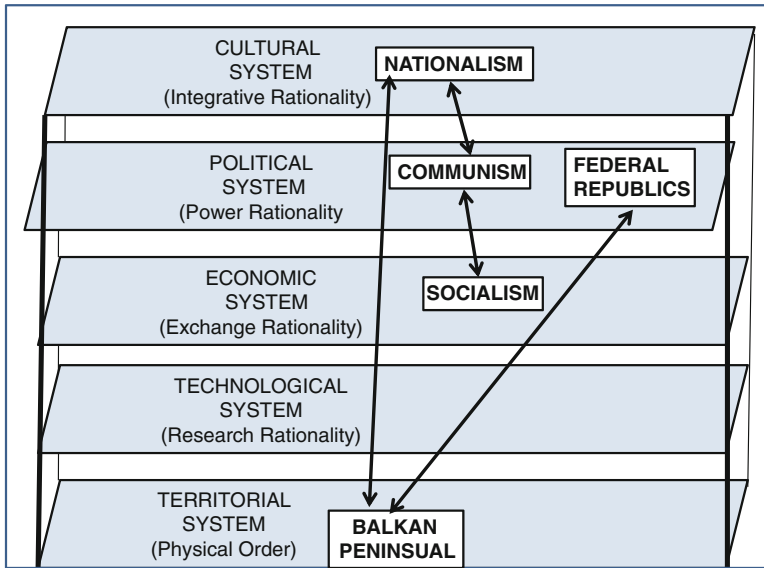 CULTURAL
SYSTEM
(Integrative Rationality)
NATIONALISM
POLITICAL
SYSTEM
(Power Rationality
COMMUNISM
FEDERAL
REPUBLICS
ECONOMIC
SYSTEM
(Exchange Rationality)
SOCIALISM
TECHNOLOGICAL
SYSTEM
(Research Rationality)
TERRITORIAL
SYSTEM
(Physical Order)
BALKAN
PENINSUAL